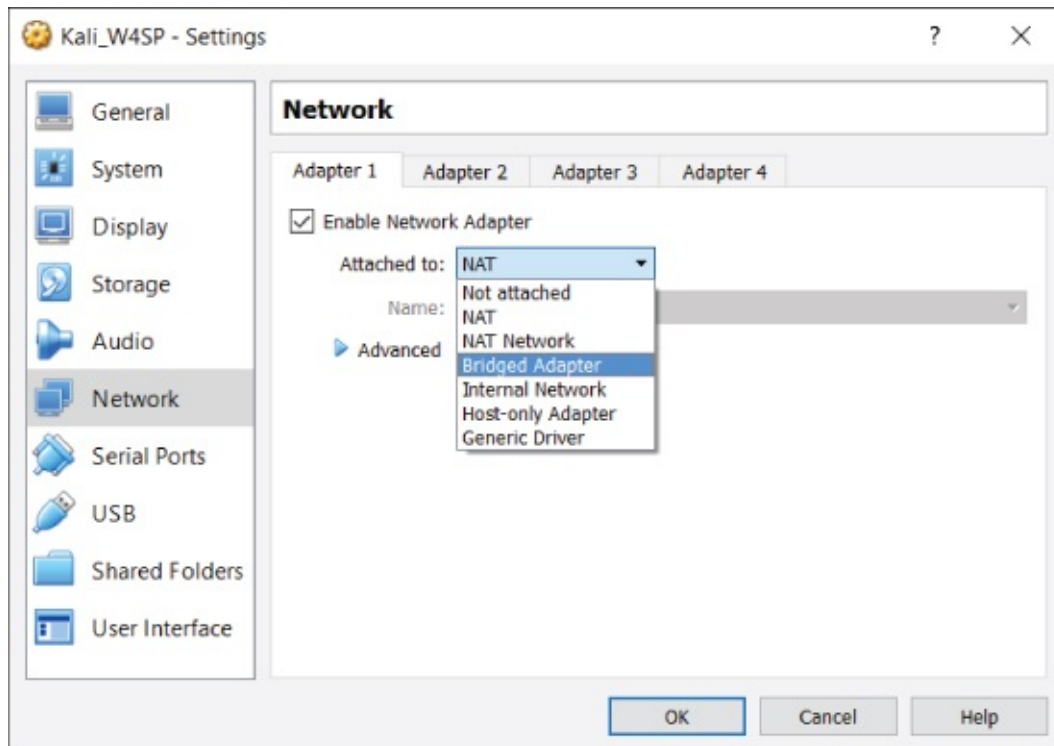 Kali_W4SP - Settings
?
General
System
Display
Storage
Audio
Network
Serial Ports
USB
Shared Folders
User Interface
Network
Adapter 1
Adapter 2
Adapter 3
Adapter 4
Enable Network Adapter
Attached to: NAT
Name:
Advanced
Not attached
NAT
NAT Network
Bridged Adapter
Internal Network
Host-only Adapter
Generic Driver
OK
Cancel
Help